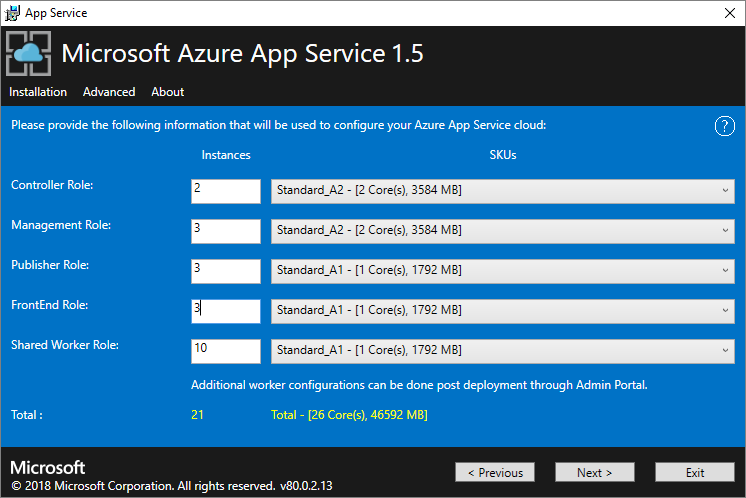 App Service
Microsoft Azure App Service 1.5
Installation Advanced About
Please provide the following information that will be used to configure your Azure App Service cloud: ?
Instances SKUs
Controller Role: 2 Standard_A2 - [2 Core(s), 3584 MB]
Management Role: 3 Standard_A2 - [2 Core(s), 3584 MB]
Publisher Role: 3 Standard_A1 - [1 Core(s), 1792 MB]
FrontEnd Role: 3 Standard_A1 - [1 Core(s), 1792 MB]
Shared Worker Role: 10 Standard_A1 - [1 Core(s), 1792 MB]
Additional worker configurations can be done post deployment through Admin Portal.
Total : 21 Total - [26 Core(s), 46592 MB]
Microsoft
© 2018 Microsoft Corporation. All rights reserved. v80.0.2.13
< Previous Next > Exit